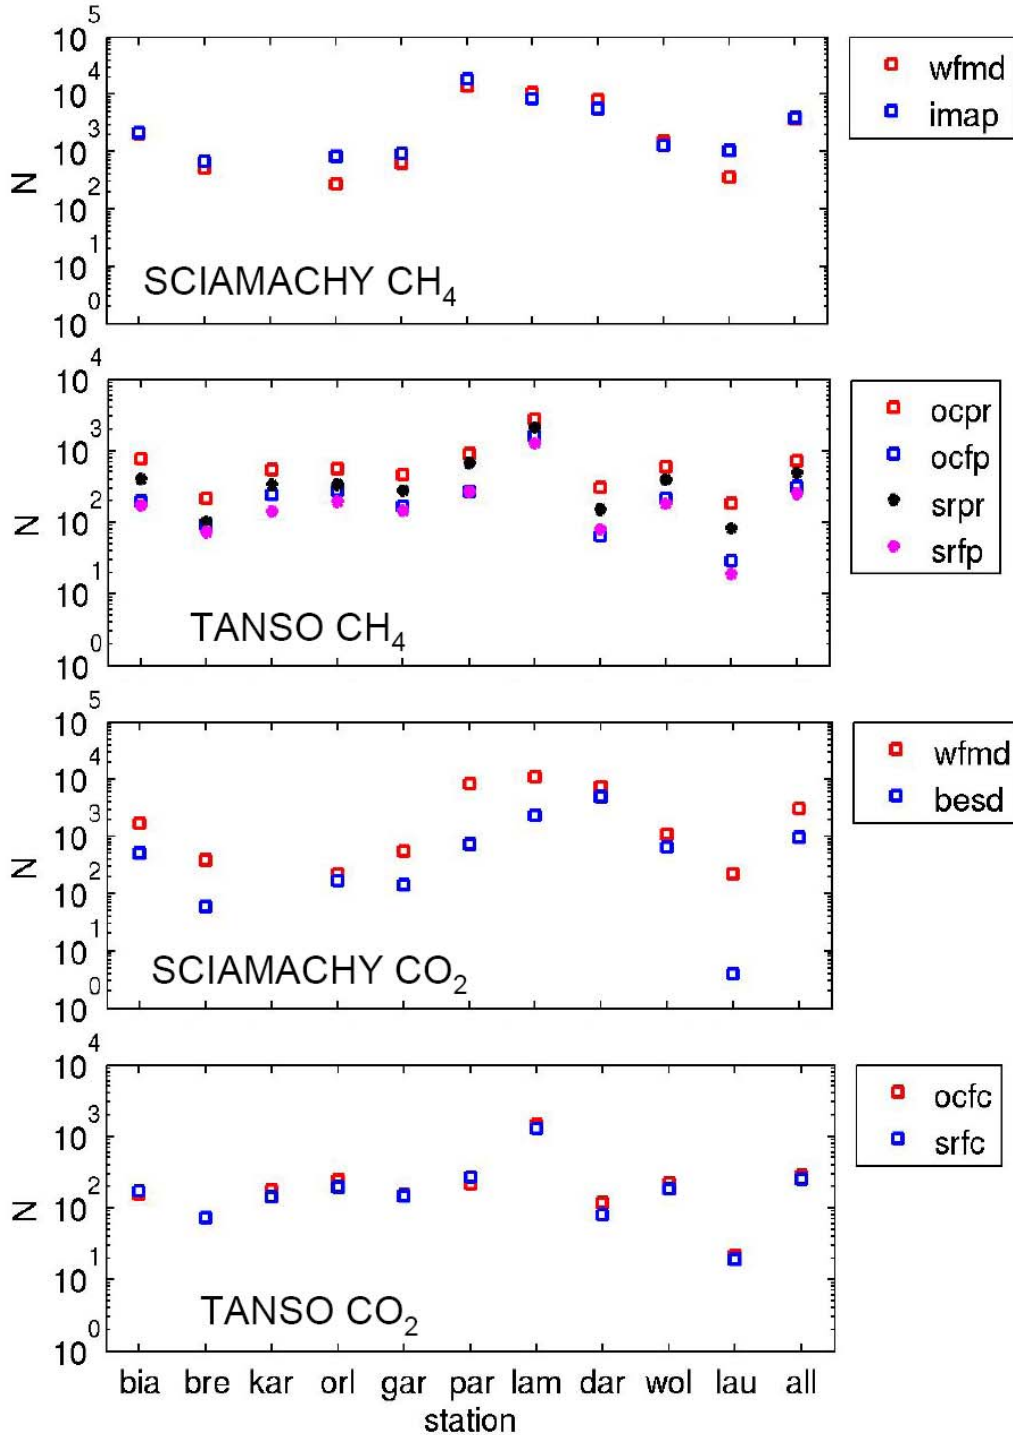 10^5
10^4
10^3
10^2
10^1
10^0
N
SCIAMACHY CH4
wfmd
imap
10^4
10^3
10^2
10^1
10^0
N
TANSO CH4
ocpr
ocfp
srpr
srfp
10^5
10^4
10^3
10^2
10^1
10^0
N
SCIAMACHY CO2
wfmd
besd
10^4
10^3
10^2
10^1
10^0
N
TANSO CO2
ocfc
srfc
bia bre kar orl gar par lam dar wol lau all
station